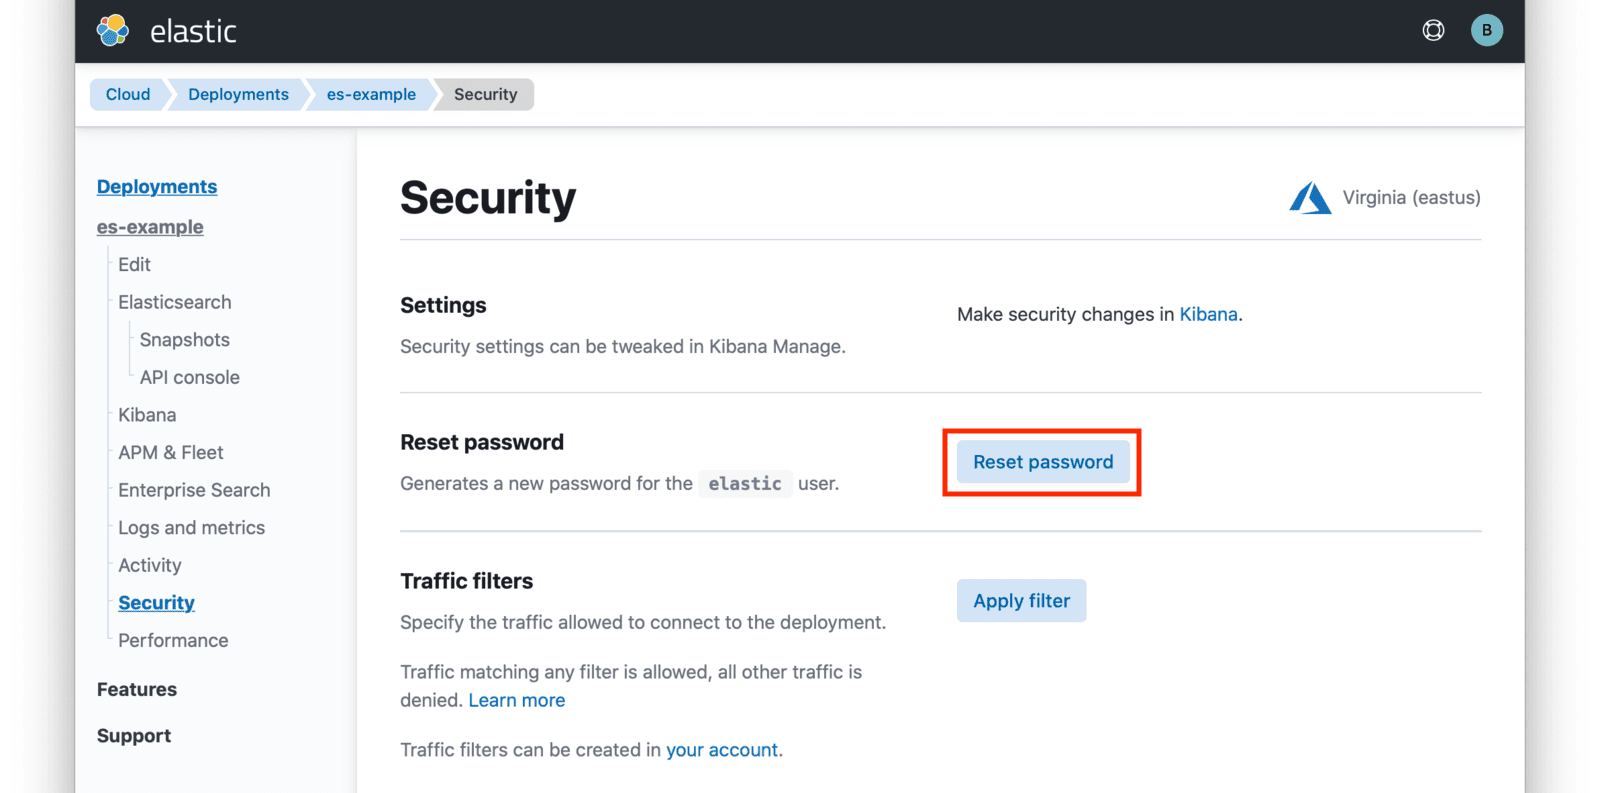 elastic
B
Cloud
Deployments
es-example
Security
Deployments
es-example
Edit
Elasticsearch
Snapshots
API console
Kibana
APM & Fleet
Enterprise Search
Logs and metrics
Activity
Security
Performance
Features
Support
Security
Virginia (eastus)
Settings
Security settings can be tweaked in Kibana Manage.
Make security changes in Kibana.
Reset password
Generates a new password for the elastic user.
Reset password
Traffic filters
Specify the traffic allowed to connect to the deployment.
Traffic matching any filter is allowed, all other traffic is
denied. Learn more
Traffic filters can be created in your account.
Apply filter